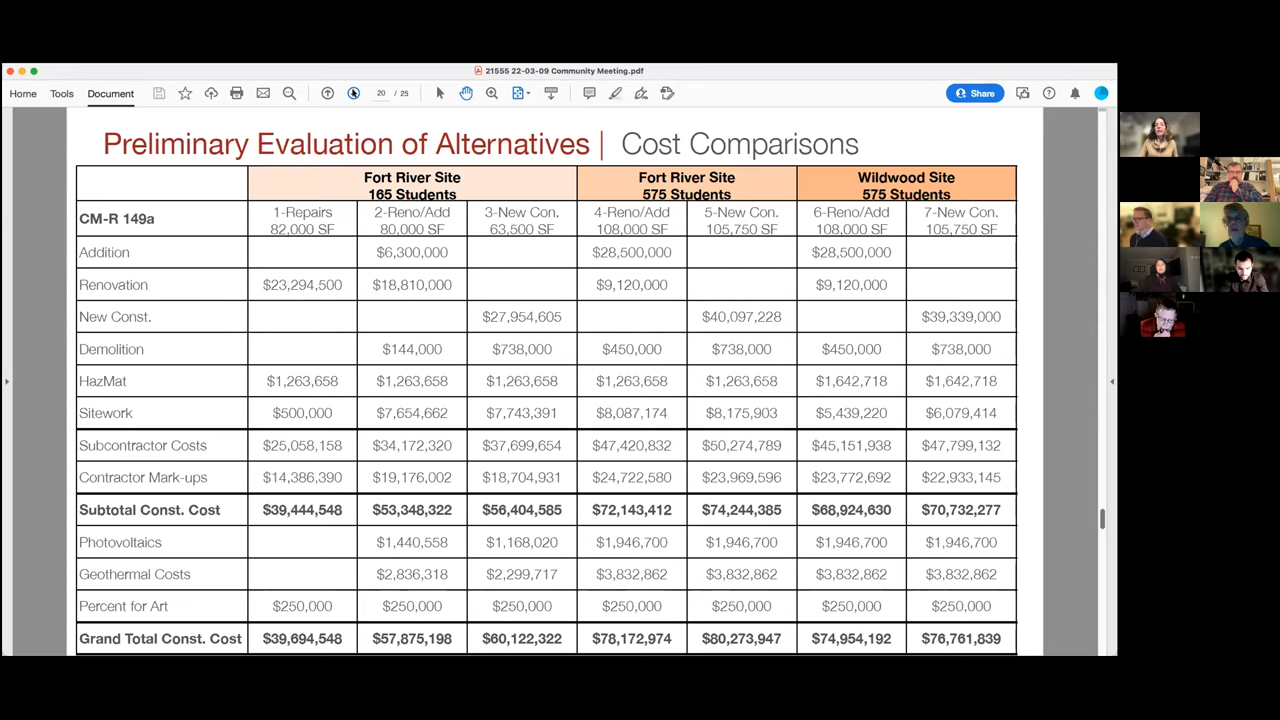 21555 22-03-09 Community Meeting.pdf
Home Tools Document 20 / 25 Share
Preliminary Evaluation of Alternatives | Cost Comparisons
Fort River Site Fort River Site Wildwood Site
165 Students 575 Students 575 Students
CM-R 149a 1-Repairs 2-Reno/Add 3-New Con. 4-Reno/Add 5-New Con. 6-Reno/Add 7-New Con.
82,000 SF 80,000 SF 63,500 SF 108,000 SF 105,750 SF 108,000 SF 105,750 SF
Addition $6,300,000 $28,500,000 $28,500,000
Renovation $23,294,500 $18,810,000 $9,120,000 $9,120,000
New Const. $27,954,605 $40,097,228 $39,339,000
Demolition $144,000 $738,000 $450,000 $738,000 $450,000 $738,000
HazMat $1,263,658 $1,263,658 $1,263,658 $1,263,658 $1,263,658 $1,642,718 $1,642,718
Sitework $500,000 $7,654,662 $7,743,391 $8,087,174 $8,175,903 $5,439,220 $6,079,414
Subcontractor Costs $25,058,158 $34,172,320 $37,699,654 $47,420,832 $50,274,789 $45,151,938 $47,799,132
Contractor Mark-ups $14,386,390 $19,176,002 $18,704,931 $24,722,580 $23,969,596 $23,772,692 $22,933,145
Subtotal Const. Cost $39,444,548 $53,348,322 $56,404,585 $72,143,412 $74,244,385 $68,924,630 $70,732,277
Photovoltaics $1,440,558 $1,168,020 $1,946,700 $1,946,700 $1,946,700 $1,946,700
Geothermal Costs $2,836,318 $2,299,717 $3,832,862 $3,832,862 $3,832,862 $3,832,862
Percent for Art $250,000 $250,000 $250,000 $250,000 $250,000 $250,000 $250,000
Grand Total Const. Cost $39,694,548 $57,875,198 $60,122,322 $78,172,974 $80,273,947 $74,954,192 $76,761,839